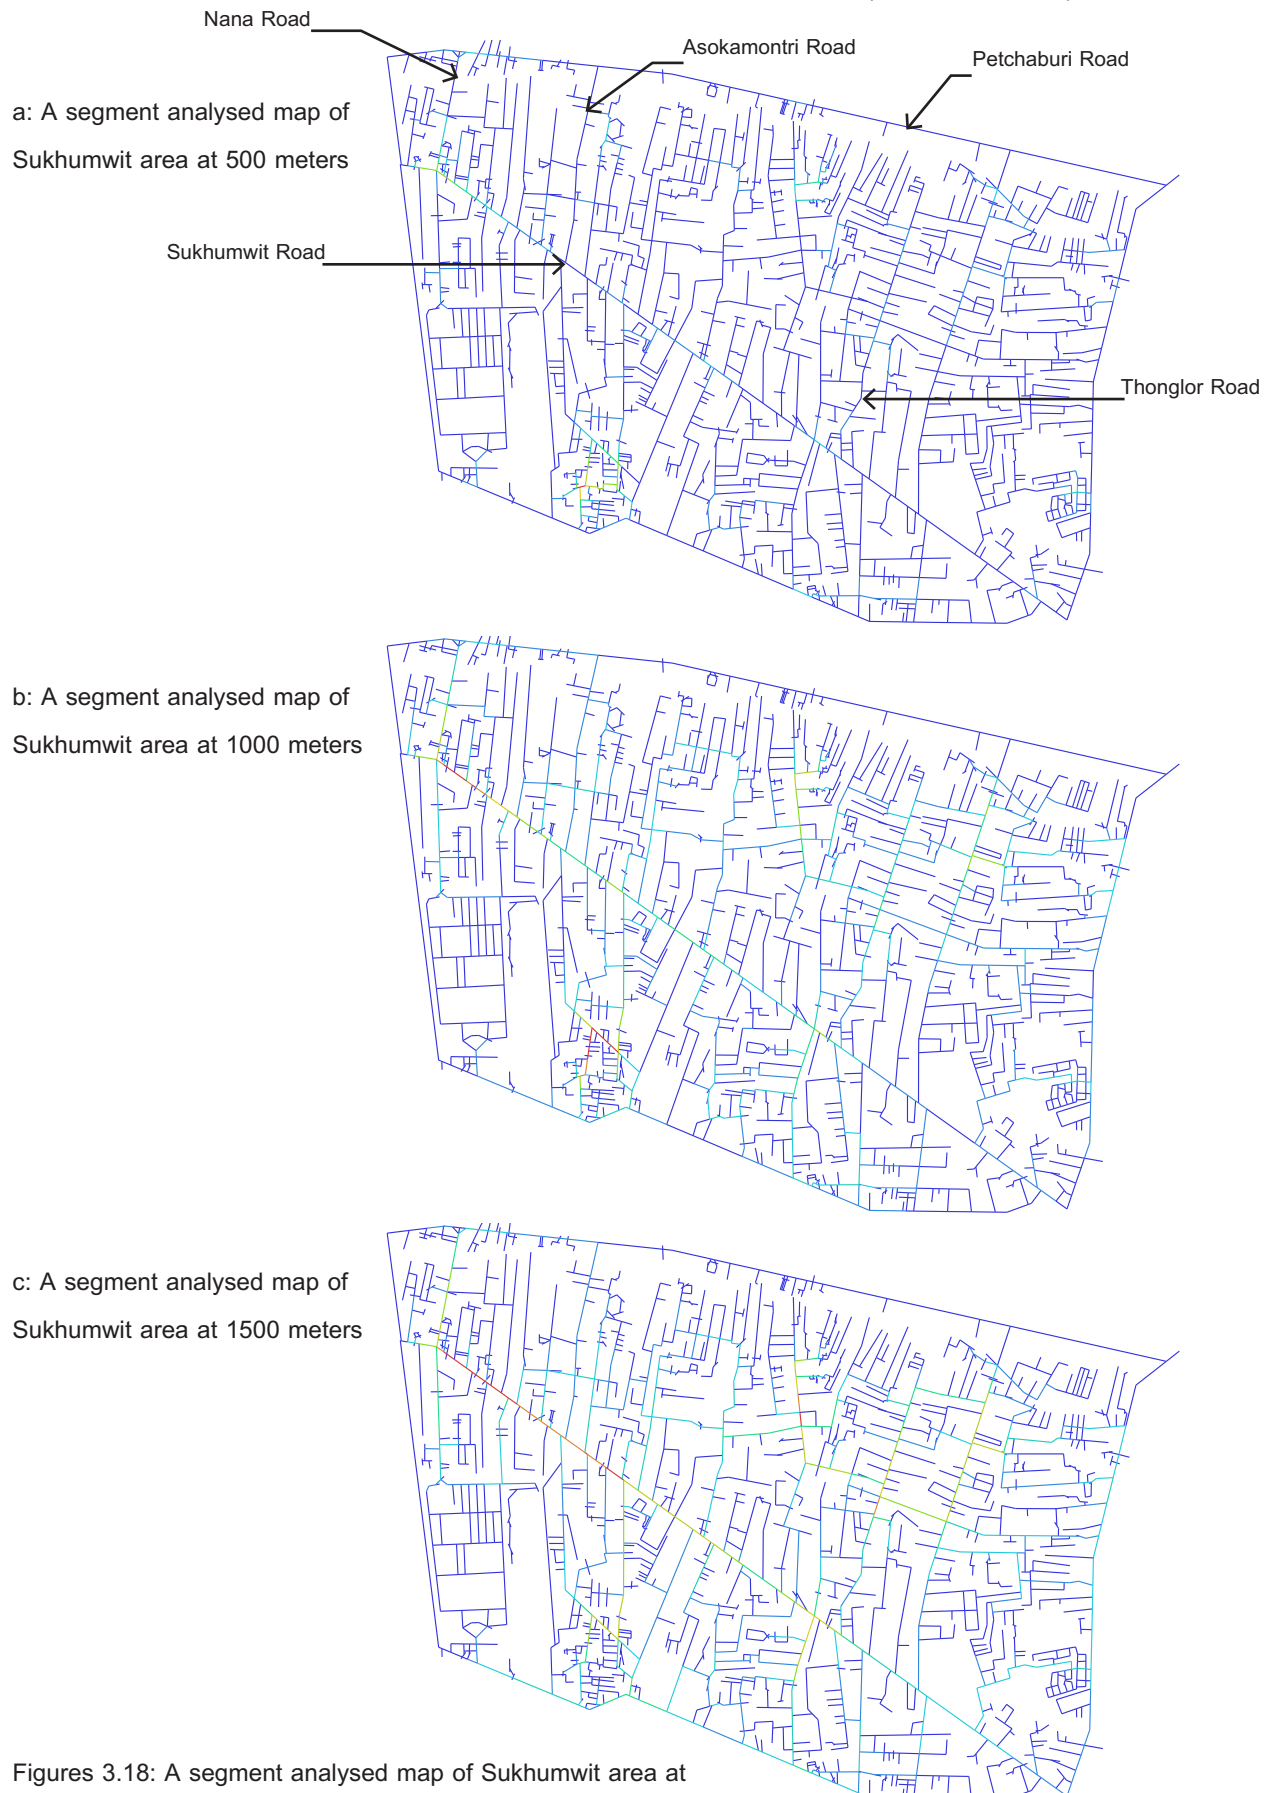 Nana Road
Asokamontri Road
Petchaburi Road
a: A segment analysed map of
Sukhumwit area at 500 meters
Sukhumwit Road
Thonglor Road
b: A segment analysed map of
Sukhumwit area at 1000 meters
c: A segment analysed map of
Sukhumwit area at 1500 meters
Figures 3.18: A segment analysed map of Sukhumwit area at